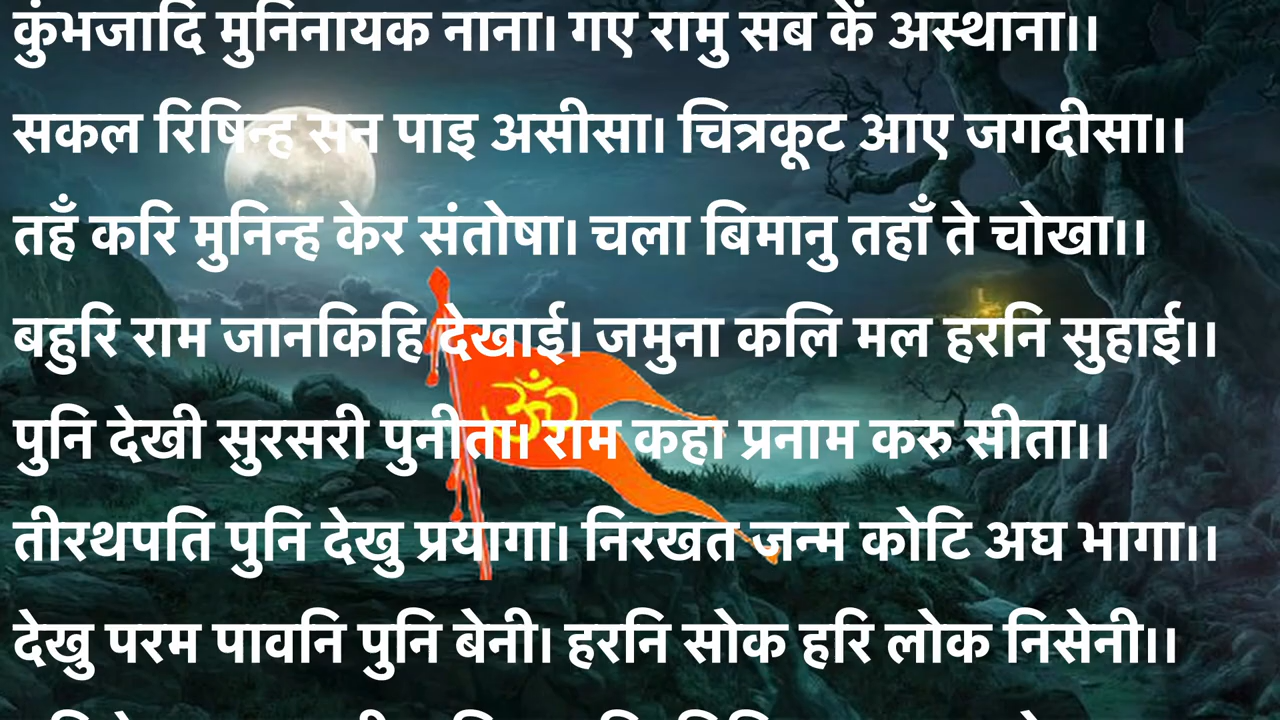 कुंभजादि मुनिनायक नाना। गए रामु सब कें अस्थाना।।
सकल रिषिन्ह सन पाइ असीसा। चित्रकूट आए जगदीसा।।
तहँ करि मुनिन्ह केर संतोषा। चला बिमानु तहाँ ते चोखा।।
बहुरि राम जानकिहि देखाई। जमुना कलि मल हरनि सुहाई।।
ॐ
पुनि देखी सुरसरी पुनीता। राम कहा प्रनाम करु सीता।।
तीरथपति पुनि देखु प्रयागा। निरखत जन्म कोटि अघ भागा।।
देखु परम पावनि पुनि बेनी। हरनि सोक हरि लोक निसेनी।।